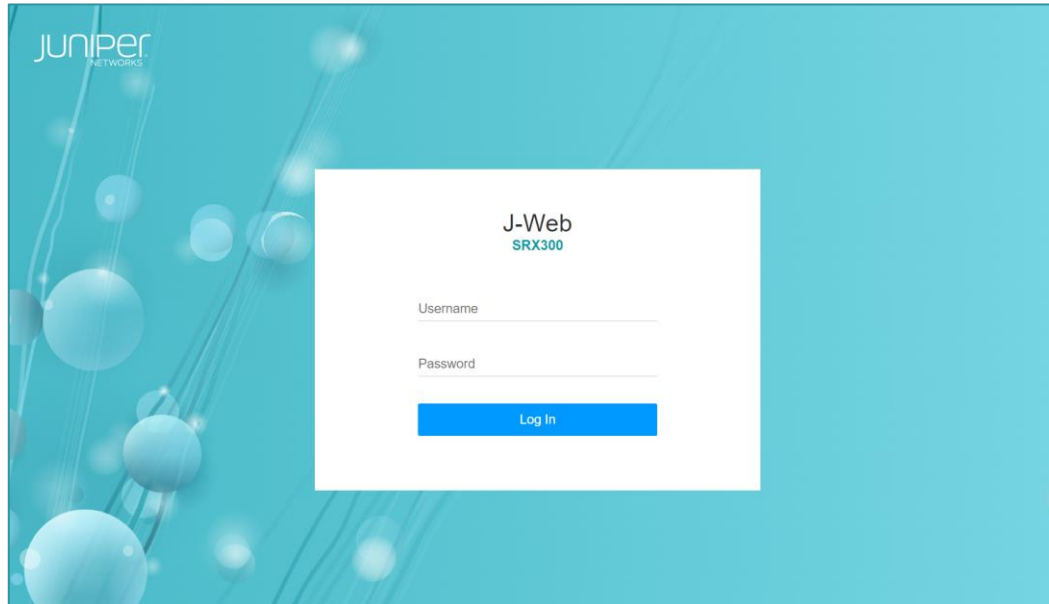 JUNIPER
NETWORKS
J-Web
SRX300
Username
Password
Log In